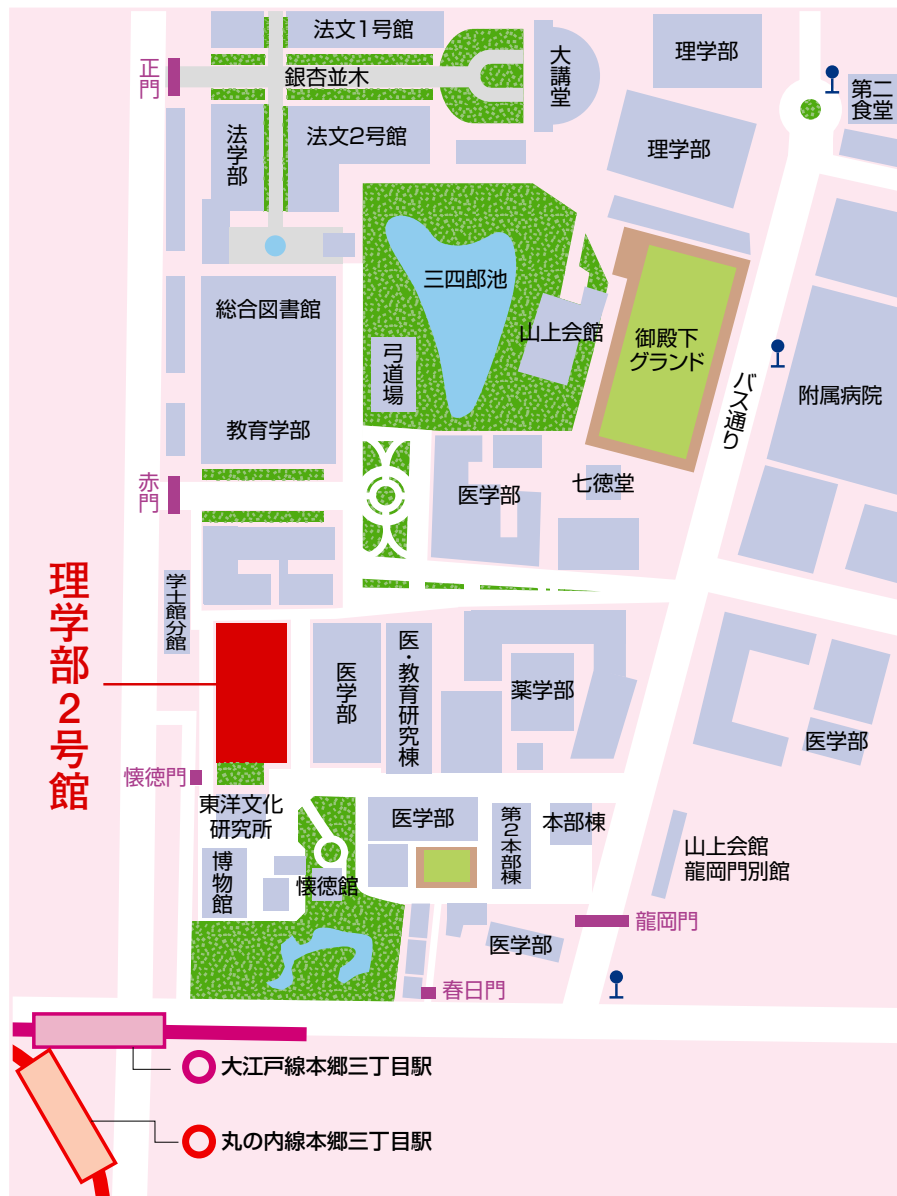 法文1号館
正門
銀杏並木
大講堂
理学部
第二
食堂
法学部
法文2号館
理学部
三四郎池
総合図書館
山上会館
御殿下
グランド
弓道場
バス通り
附属病院
教育学部
赤門
医学部
七徳堂
学士館分館
理学部2号館
医学部
医・教育研究棟
薬学部
医学部
懐徳門
東洋文化
研究所
医学部
第2本部棟
本部棟
山上会館
龍岡門別館
博物館
懐徳館
龍岡門
医学部
春日門
大江戸線本郷三丁目駅
丸の内線本郷三丁目駅